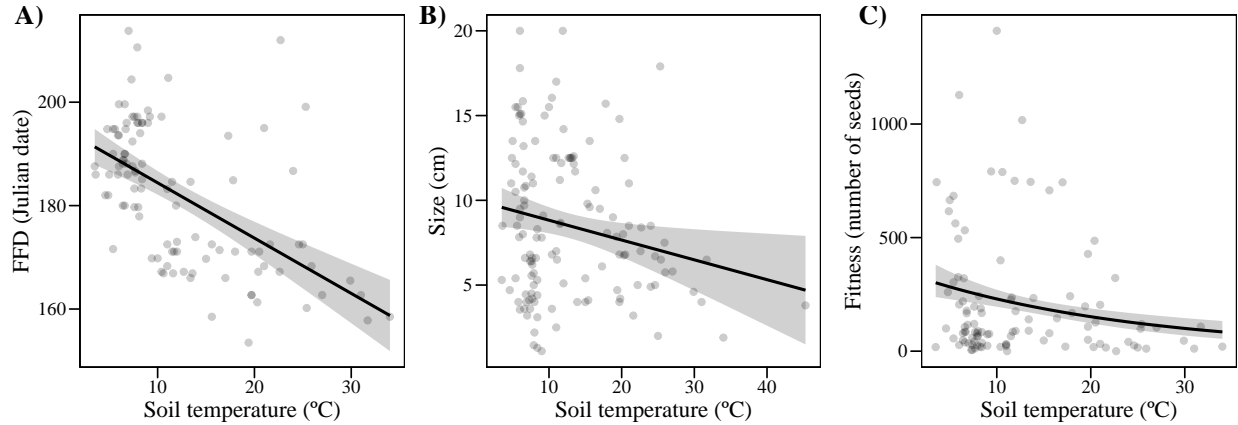 A)
FFD (Julian date)
200
180
160
10
20
30
Soil temperature (ºC)
B)
Size (cm)
20
15
10
5
10
20
30
40
Soil temperature (ºC)
C)
Fitness (number of seeds)
1000
500
0
10
20
30
Soil temperature (ºC)